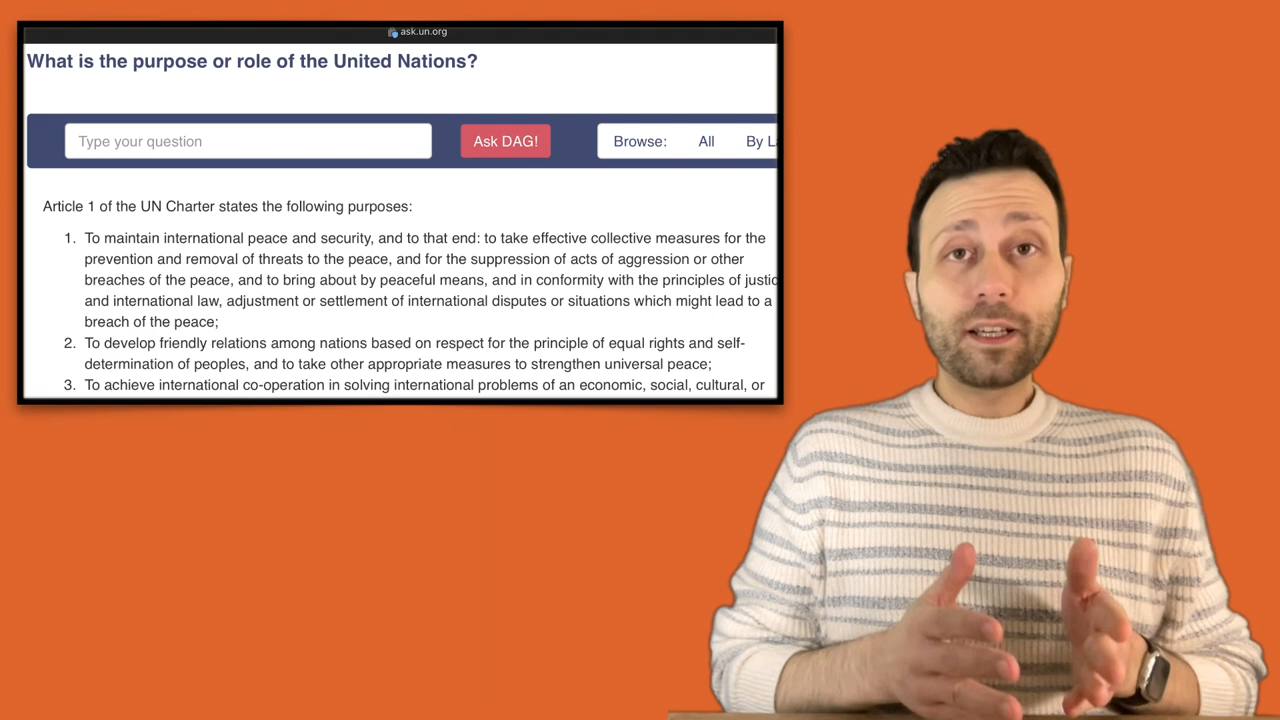 ask.un.org
What is the purpose or role of the United Nations?
Type your question
Ask DAG!
Browse:
All
By L
Article 1 of the UN Charter states the following purposes:
1. To maintain international peace and security, and to that end: to take effective collective measures for the
prevention and removal of threats to the peace, and for the suppression of acts of aggression or other
breaches of the peace, and to bring about by peaceful means, and in conformity with the principles of justic
and international law, adjustment or settlement of international disputes or situations which might lead to a
breach of the peace;
2. To develop friendly relations among nations based on respect for the principle of equal rights and self-
determination of peoples, and to take other appropriate measures to strengthen universal peace;
3. To achieve international co-operation in solving international problems of an economic, social, cultural, or